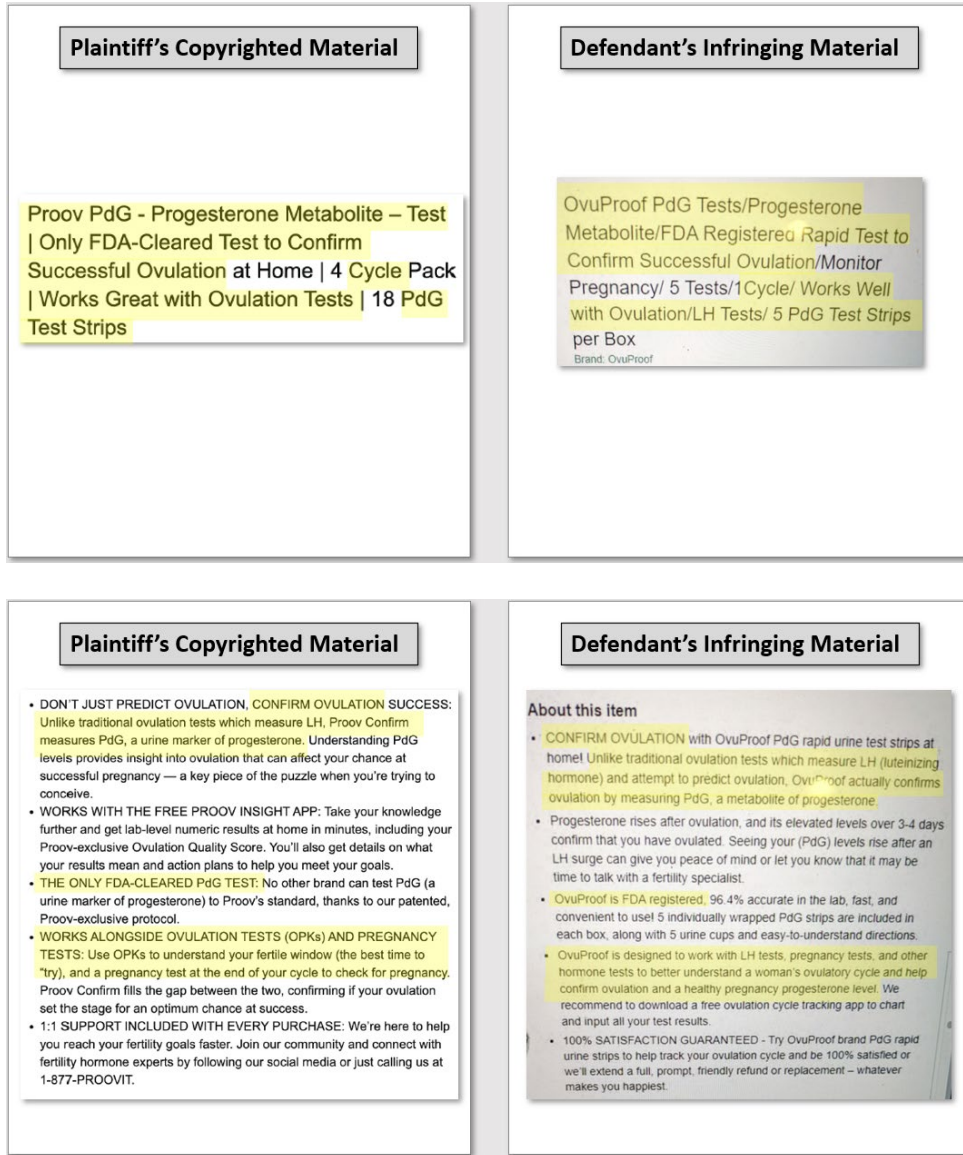 Plaintiff’s Copyrighted Material
Proov PdG - Progesterone Metabolite – Test
| Only FDA-Cleared Test to Confirm
Successful Ovulation at Home | 4 Cycle Pack
| Works Great with Ovulation Tests | 18 PdG
Test Strips
Defendant’s Infringing Material
OvuProof PdG Tests/Progesterone
Metabolite/FDA Registered Rapid Test to
Confirm Successful Ovulation/Monitor
Pregnancy/ 5 Tests/1Cycle/ Works Well
with Ovulation/LH Tests/ 5 PdG Test Strips
per Box
Brand: OvuProof
Plaintiff’s Copyrighted Material
• DON'T JUST PREDICT OVULATION, CONFIRM OVULATION SUCCESS:
Unlike traditional ovulation tests which measure LH, Proov Confirm
measures PdG, a urine marker of progesterone. Understanding PdG
levels provides insight into ovulation that can affect your chance at
successful pregnancy — a key piece of the puzzle when you're trying to
conceive.
• WORKS WITH THE FREE PROOV INSIGHT APP: Take your knowledge
further and get lab-level numeric results at home in minutes, including your
Proov-exclusive Ovulation Quality Score. You'll also get details on what
your results mean and action plans to help you meet your goals.
• THE ONLY FDA-CLEARED PdG TEST: No other brand can test PdG (a
urine marker of progesterone) to Proov's standard, thanks to our patented,
Proov-exclusive protocol.
• WORKS ALONGSIDE OVULATION TESTS (OPKs) AND PREGNANCY
TESTS: Use OPKs to understand your fertile window (the best time to
"try), and a pregnancy test at the end of your cycle to check for pregnancy.
Proov Confirm fills the gap between the two, confirming if your ovulation
set the stage for an optimum chance at success.
• 1:1 SUPPORT INCLUDED WITH EVERY PURCHASE: We're here to help
you reach your fertility goals faster. Join our community and connect with
fertility hormone experts by following our social media or just calling us at
1-877-PROOVIT.
Defendant’s Infringing Material
About this item
• CONFIRM OVULATION with OvuProof PdG rapid urine test strips at
home! Unlike traditional ovulation tests which measure LH (luteinizing
hormone) and attempt to predict ovulation, OvuProof actually confirms
ovulation by measuring PdG, a metabolite of progesterone.
• Progesterone rises after ovulation, and its elevated levels over 3-4 days
confirm that you have ovulated. Seeing your (PdG) levels rise after an
LH surge can give you peace of mind or let you know that it may be
time to talk with a fertility specialist.
• OvuProof is FDA registered, 96.4% accurate in the lab, fast, and
convenient to use! 5 individually wrapped PdG strips are included in
each box, along with 5 urine cups and easy-to-understand directions.
• OvuProof is designed to work with LH tests, pregnancy tests, and other
hormone tests to better understand a woman's ovulatory cycle and help
confirm ovulation and a healthy pregnancy progesterone level. We
recommend to download a free ovulation cycle tracking app to chart
and input all your test results.
• 100% SATISFACTION GUARANTEED - Try OvuProof brand PdG rapid
urine strips to help track your ovulation cycle and be 100% satisfied or
we'll extend a full, prompt, friendly refund or replacement – whatever
makes you happiest.